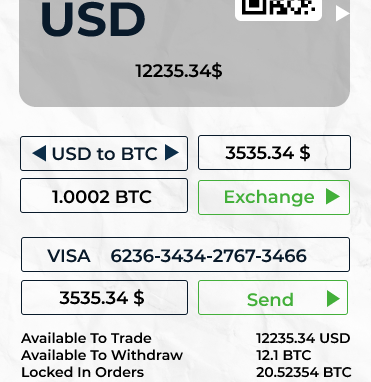 USD
12235.34$
USD to BTC
3535.34 $
1.0002 BTC
Exchange
VISA 6236-3434-2767-3466
3535.34 $
Send
Available To Trade 12235.34 USD
Available To Withdraw 12.1 BTC
Locked In Orders 20.52354 BTC